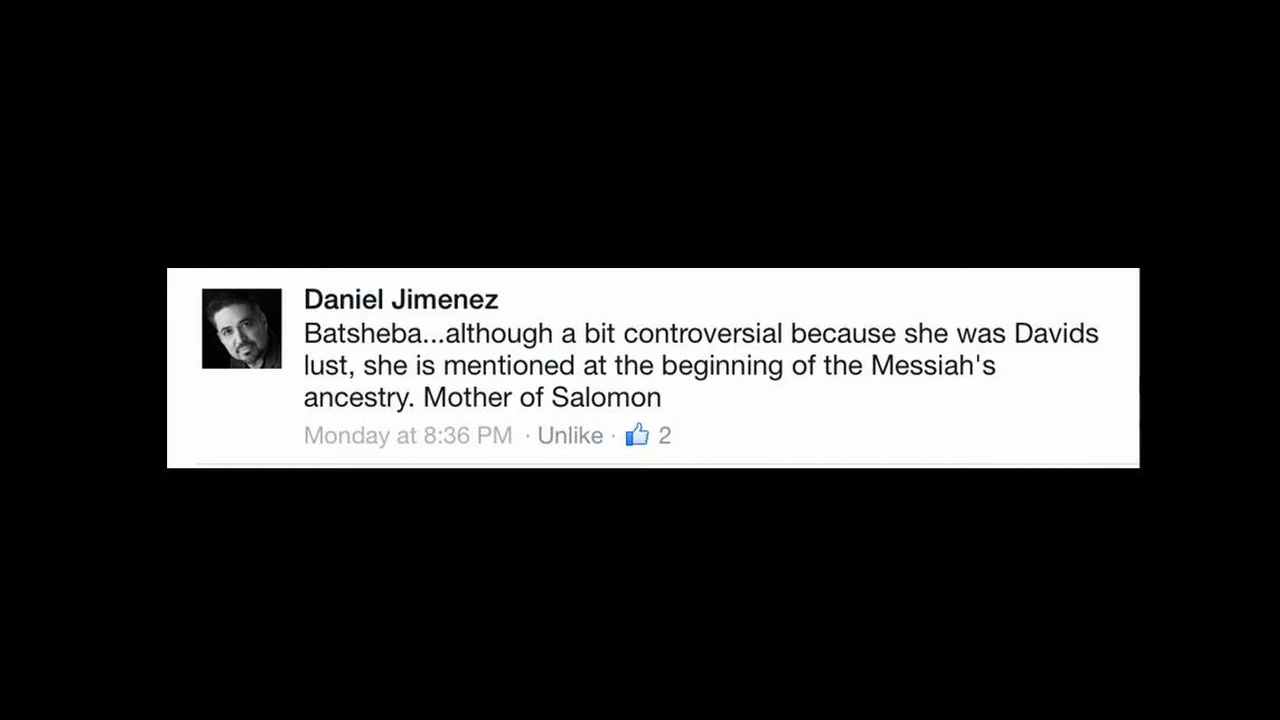 Daniel Jimenez
Batsheba...although a bit controversial because she was Davids
lust, she is mentioned at the beginning of the Messiah's
ancestry. Mother of Salomon
Monday at 8:36 PM · Unlike · 2